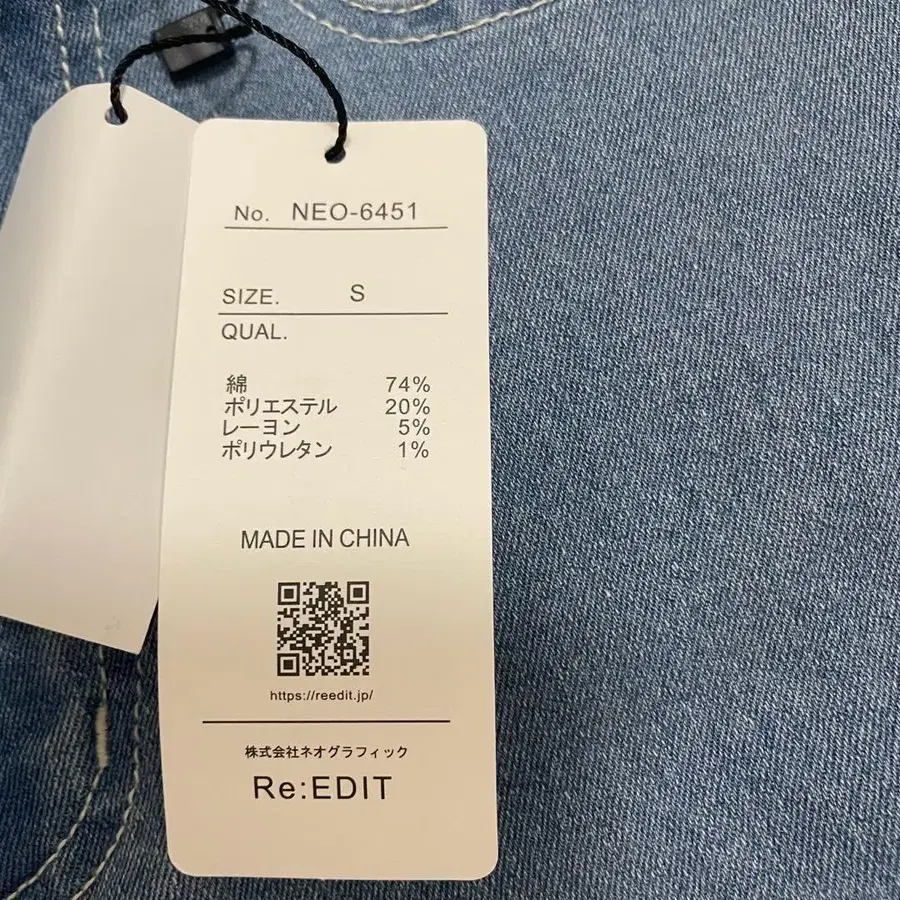 No. NEO-6451
SIZE. S
QUAL.
綿 74%
ポリエステル 20%
レーヨン 5%
ポリウレタン 1%
MADE IN CHINA
https://reedit.jp/
株式会社ネオグラフィック
Re:EDIT